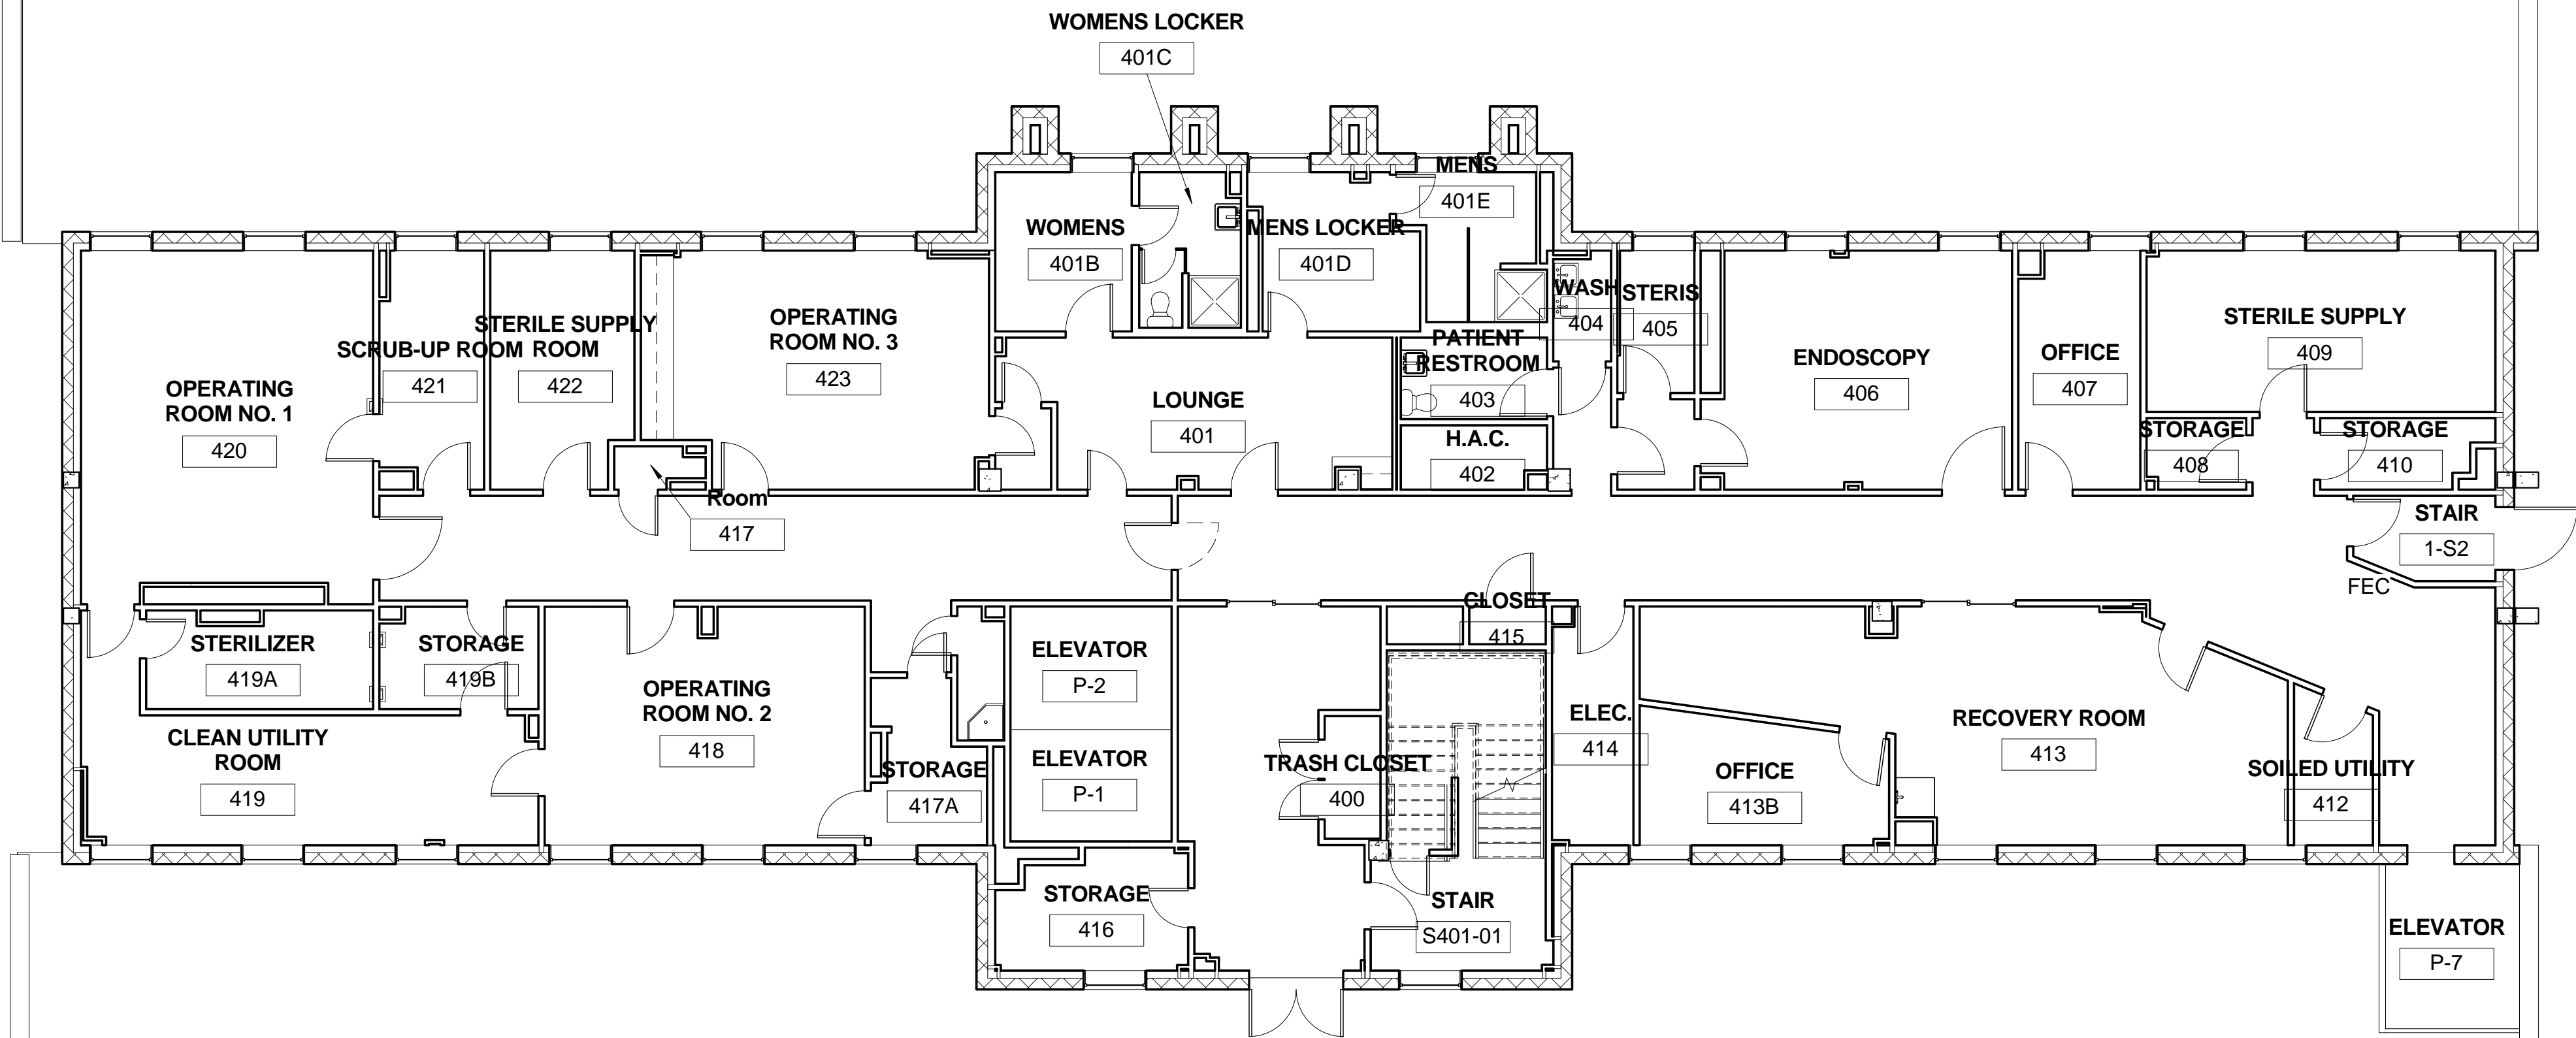 WOMENS LOCKER
401C
MENS
401E
WOMENS
401B
MENS LOCKER
401D
WASH
404
STERIS
405
OPERATING
ROOM NO. 1
420
SCRUB-UP ROOM
421
STERILE SUPPLY
ROOM
422
OPERATING
ROOM NO. 3
423
LOUNGE
401
PATIENT
RESTROOM
403
H.A.C.
402
ENDOSCOPY
406
OFFICE
407
STERILE SUPPLY
409
STORAGE
408
STORAGE
410
Room
417
STAIR
1-S2
FEC
STERILIZER
419A
STORAGE
419B
CLEAN UTILITY
ROOM
419
OPERATING
ROOM NO. 2
418
STORAGE
417A
ELEVATOR
P-2
ELEVATOR
P-1
CLOSET
415
TRASH CLOSET
400
ELEC.
414
OFFICE
413B
RECOVERY ROOM
413
SOILED UTILITY
412
STORAGE
416
STAIR
S401-01
ELEVATOR
P-7